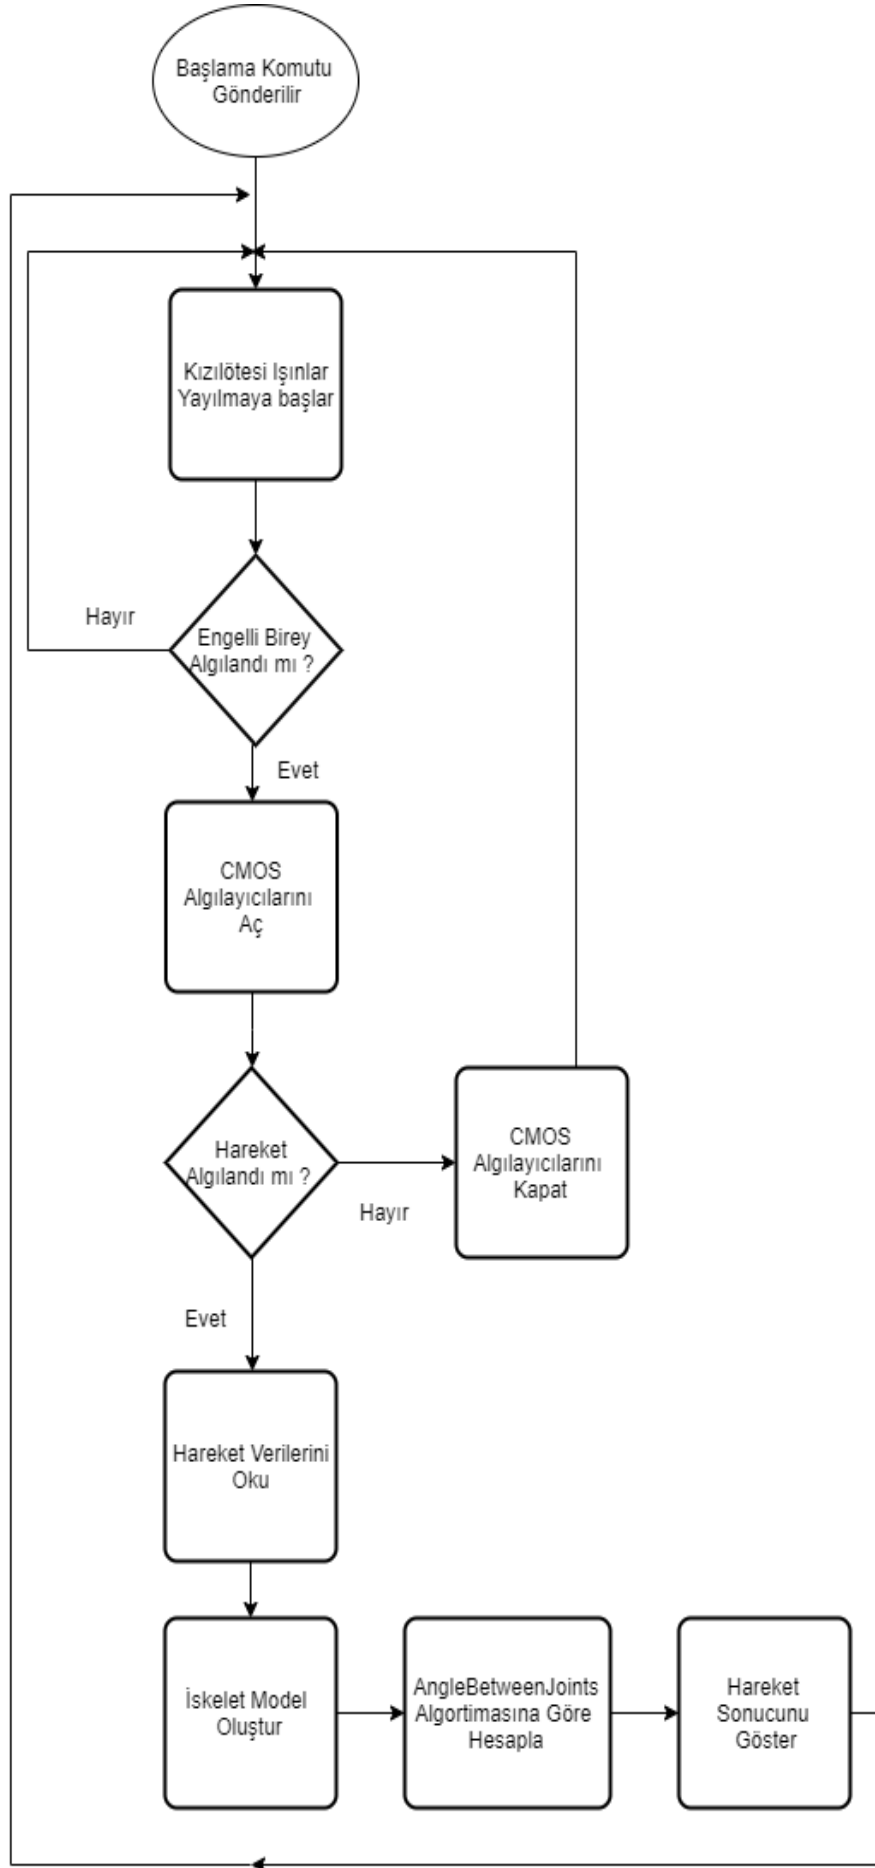 Başlama Komutu
Gönderilir
Kızılötesi Işınlar
Yayılmaya başlar
Hayır
Engelli Birey
Algılandı mı ?
Evet
CMOS
Algılayıcılarını
Aç
Hareket
Algılandı mı ?
CMOS
Algılayıcılarını
Kapat
Hayır
Evet
Hareket Verilerini
Oku
İskelet Model
Oluştur
AngleBetweenJoints
Algortimasına Göre
Hesapla
Hareket
Sonucunu
Göster